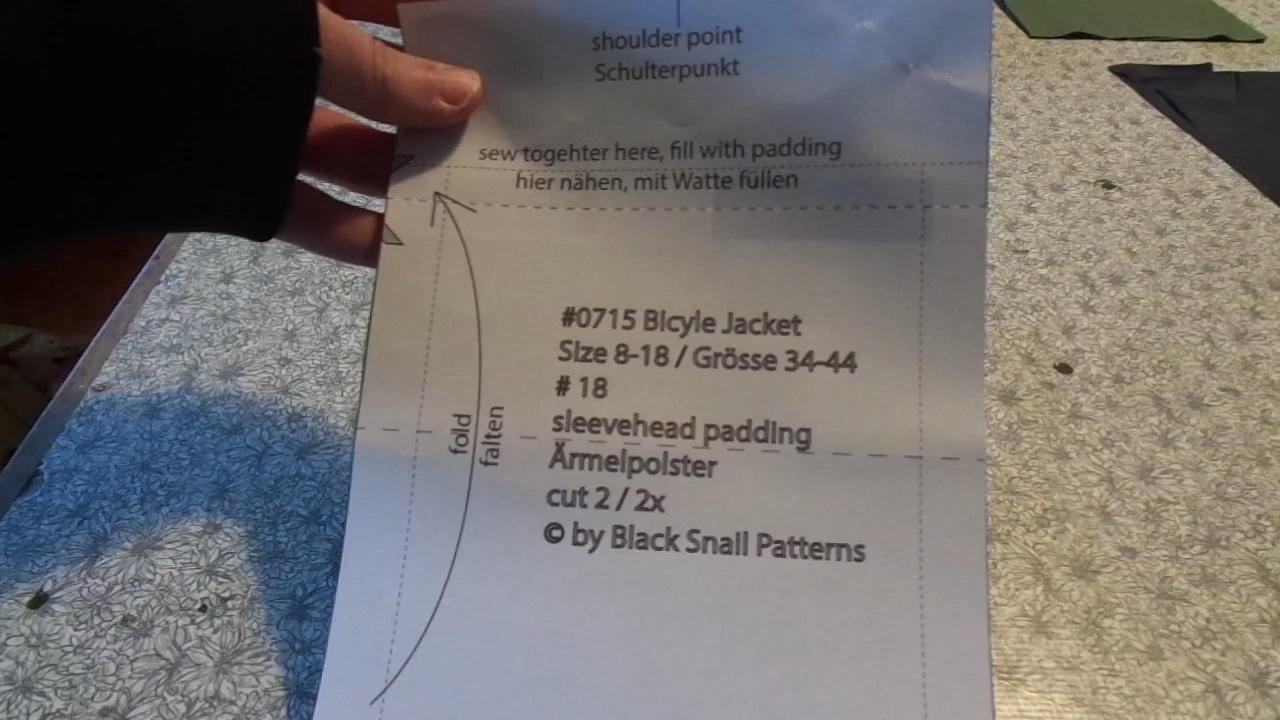 shoulder point
Schulterpunkt
sew togehter here, fill with padding
hier nähen, mit Watte füllen
#0715 Bicyle Jacket
Size 8-18 / Grösse 34-44
# 18
sleevehead padding
Ärmelpolster
cut 2 / 2x
© by Black Snail Patterns
fold
falten